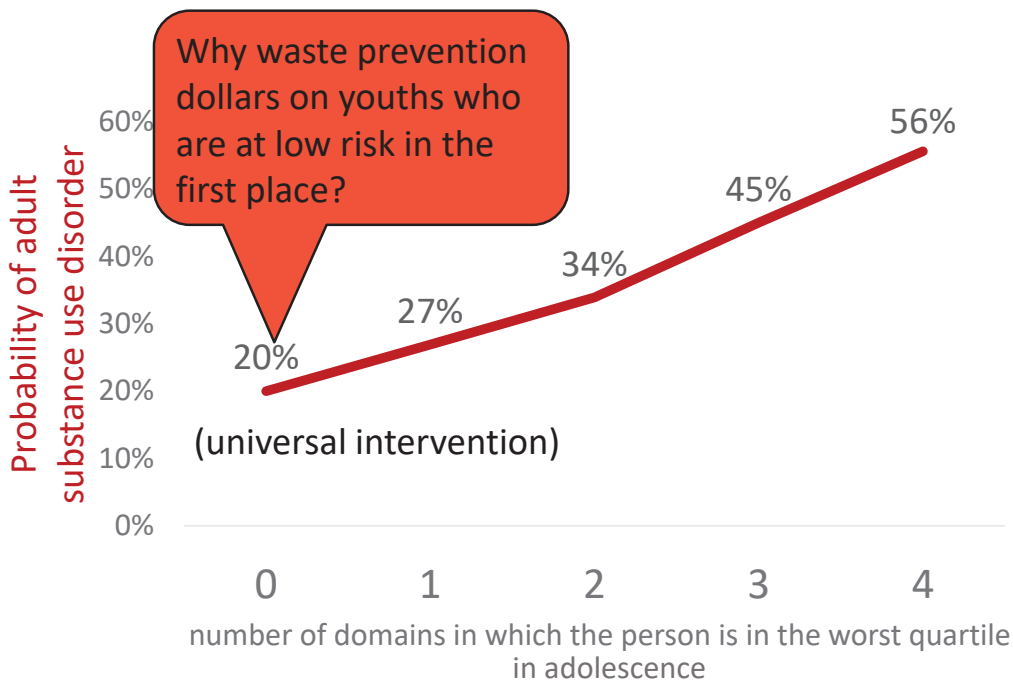 Why waste prevention
dollars on youths who
are at low risk in the
first place?
Probability of adult
substance use disorder
60%
50%
40%
30%
20%
10%
0%
20%
27%
34%
45%
56%
(universal intervention)
0
1
2
3
4
number of domains in which the person is in the worst quartile
in adolescence